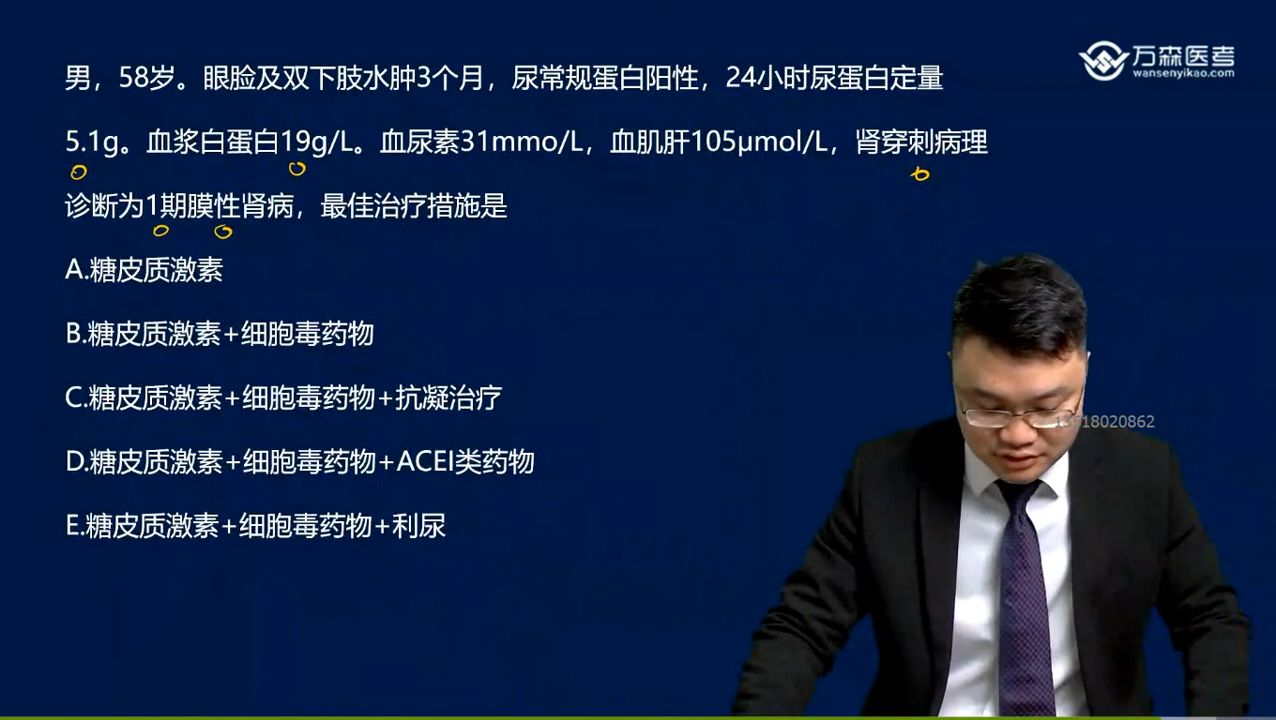 万森医考
wansenyikao.com
男，58岁。眼睑及双下肢水肿3个月，尿常规蛋白阳性，24小时尿蛋白定量
5.1g。血浆白蛋白19g/L。血尿素31mmo/L，血肌肝105μmol/L，肾穿刺病理
诊断为1期膜性肾病，最佳治疗措施是
A.糖皮质激素
B.糖皮质激素+细胞毒药物
C.糖皮质激素+细胞毒药物+抗凝治疗
D.糖皮质激素+细胞毒药物+ACEI类药物
E.糖皮质激素+细胞毒药物+利尿